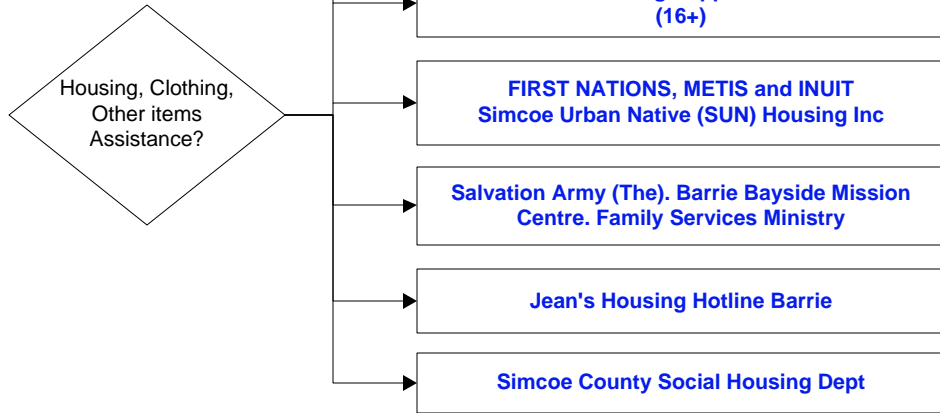 (16+)
Housing, Clothing,
Other items
Assistance?
FIRST NATIONS, METIS and INUIT
Simcoe Urban Native (SUN) Housing Inc
Salvation Army (The). Barrie Bayside Mission
Centre. Family Services Ministry
Jean's Housing Hotline Barrie
Simcoe County Social Housing Dept